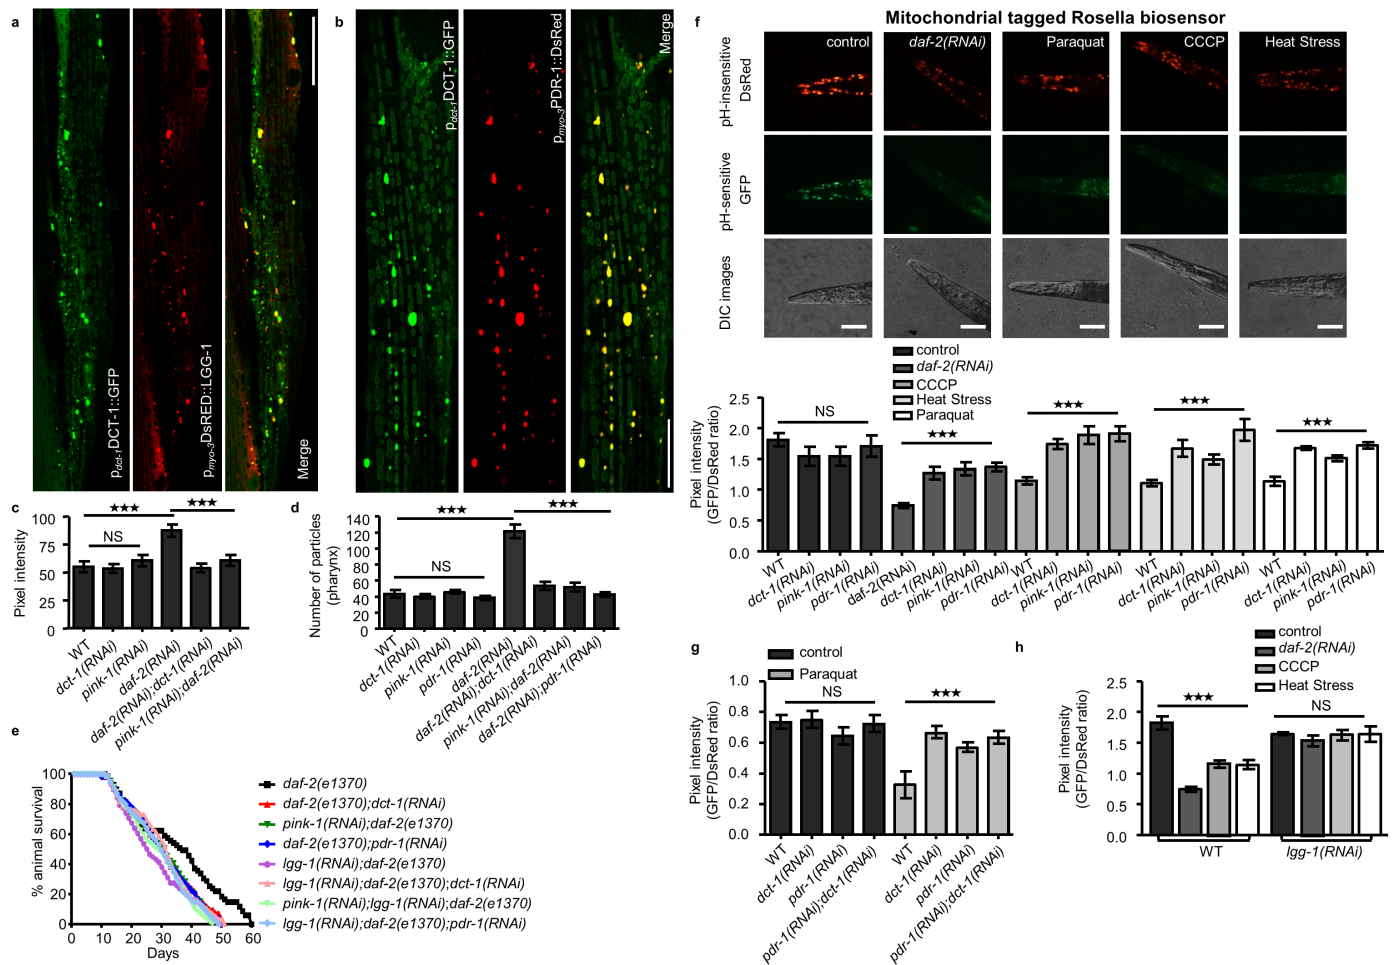 a
p dct-1 DCT-1::GFP
p myo-3 DsRED::LGG-1
Merge
b
p dct-1 DCT-1::GFP
p myo-3 PDR-1::DsRed
Merge
c
Pixel intensity
100
75
50
25
0
★★★
★★★
NS
WT
dct-1(RNAi)
pink-1(RNAi)
daf-2(RNAi)
daf-2(RNAi);dct-1(RNAi)
pink-1(RNAi);daf-2(RNAi)
d
Number of particles
(pharynx)
140
120
100
80
60
40
20
0
★★★
★★★
NS
WT
dct-1(RNAi)
pink-1(RNAi)
pdr-1(RNAi)
daf-2(RNAi)
daf-2(RNAi);dct-1(RNAi)
pink-1(RNAi);daf-2(RNAi)
daf-2(RNAi);pdr-1(RNAi)
e
% animal survival
100
80
60
40
20
0
0 10 20 30 40 50 60
Days
daf-2(e1370)
daf-2(e1370);dct-1(RNAi)
pink-1(RNAi);daf-2(e1370)
daf-2(e1370);pdr-1(RNAi)
lgg-1(RNAi);daf-2(e1370)
lgg-1(RNAi);daf-2(e1370);dct-1(RNAi)
pink-1(RNAi);lgg-1(RNAi);daf-2(e1370)
lgg-1(RNAi);daf-2(e1370);pdr-1(RNAi)
f
Mitochondrial tagged Rosella biosensor
control
daf-2(RNAi)
Paraquat
CCCP
Heat Stress
pH-insensitive
DsRed
pH-sensitive
GFP
DIC images
control
daf-2(RNAi)
CCCP
Heat Stress
Paraquat
Pixel intensity
(GFP/DsRed ratio)
2.5
2.0
1.5
1.0
0.5
0.0
NS
★★★
★★★
★★★
★★★
WT
dct-1(RNAi)
pink-1(RNAi)
pdr-1(RNAi)
daf-2(RNAi)
dct-1(RNAi)
pink-1(RNAi)
pdr-1(RNAi)
WT
dct-1(RNAi)
pink-1(RNAi)
pdr-1(RNAi)
WT
dct-1(RNAi)
pink-1(RNAi)
pdr-1(RNAi)
WT
dct-1(RNAi)
pink-1(RNAi)
pdr-1(RNAi)
g
control
Paraquat
Pixel intensity
(GFP/DsRed ratio)
1.0
0.8
0.6
0.4
0.2
0.0
NS
★★★
WT
dct-1(RNAi)
pdr-1(RNAi)
pdr-1(RNAi);dct-1(RNAi)
WT
dct-1(RNAi)
pdr-1(RNAi)
pdr-1(RNAi);dct-1(RNAi)
h
control
daf-2(RNAi)
CCCP
Heat Stress
Pixel intensity
(GFP/DsRed ratio)
2.5
2.0
1.5
1.0
0.5
0.0
★★★
NS
WT
lgg-1(RNAi)